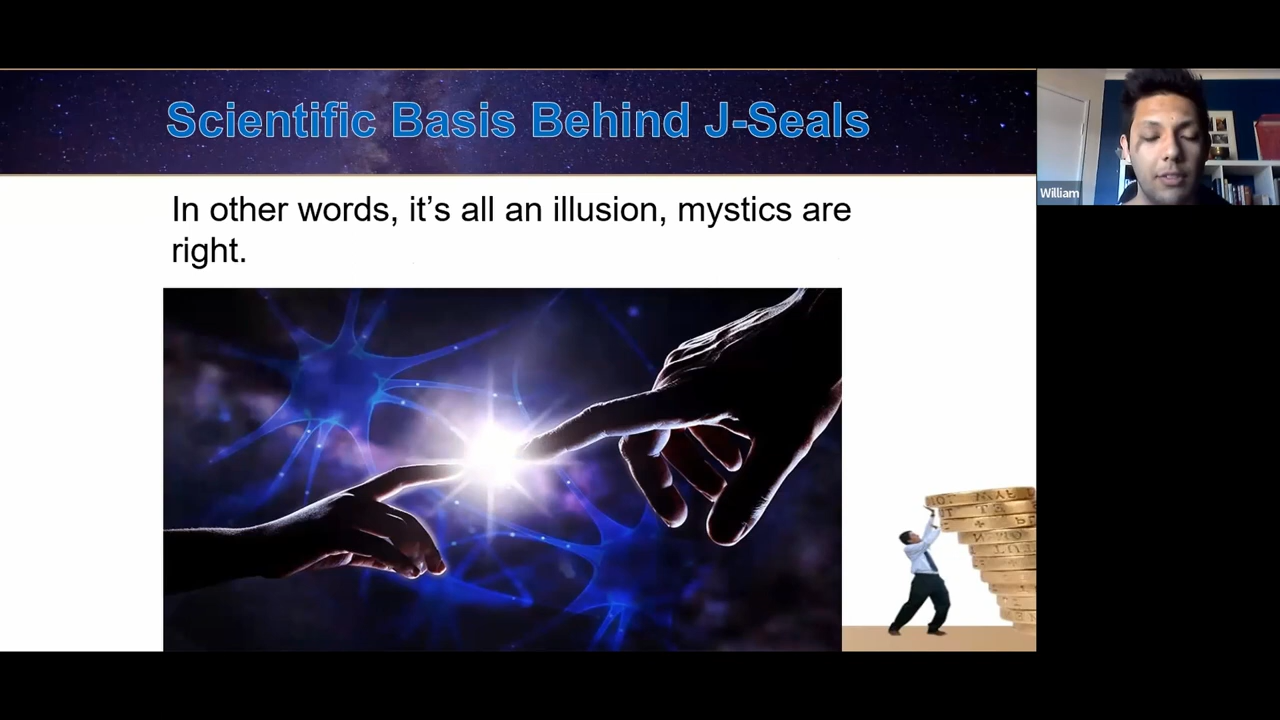 Scientific Basis Behind J-Seals
In other words, it's all an illusion, mystics are
right.
William